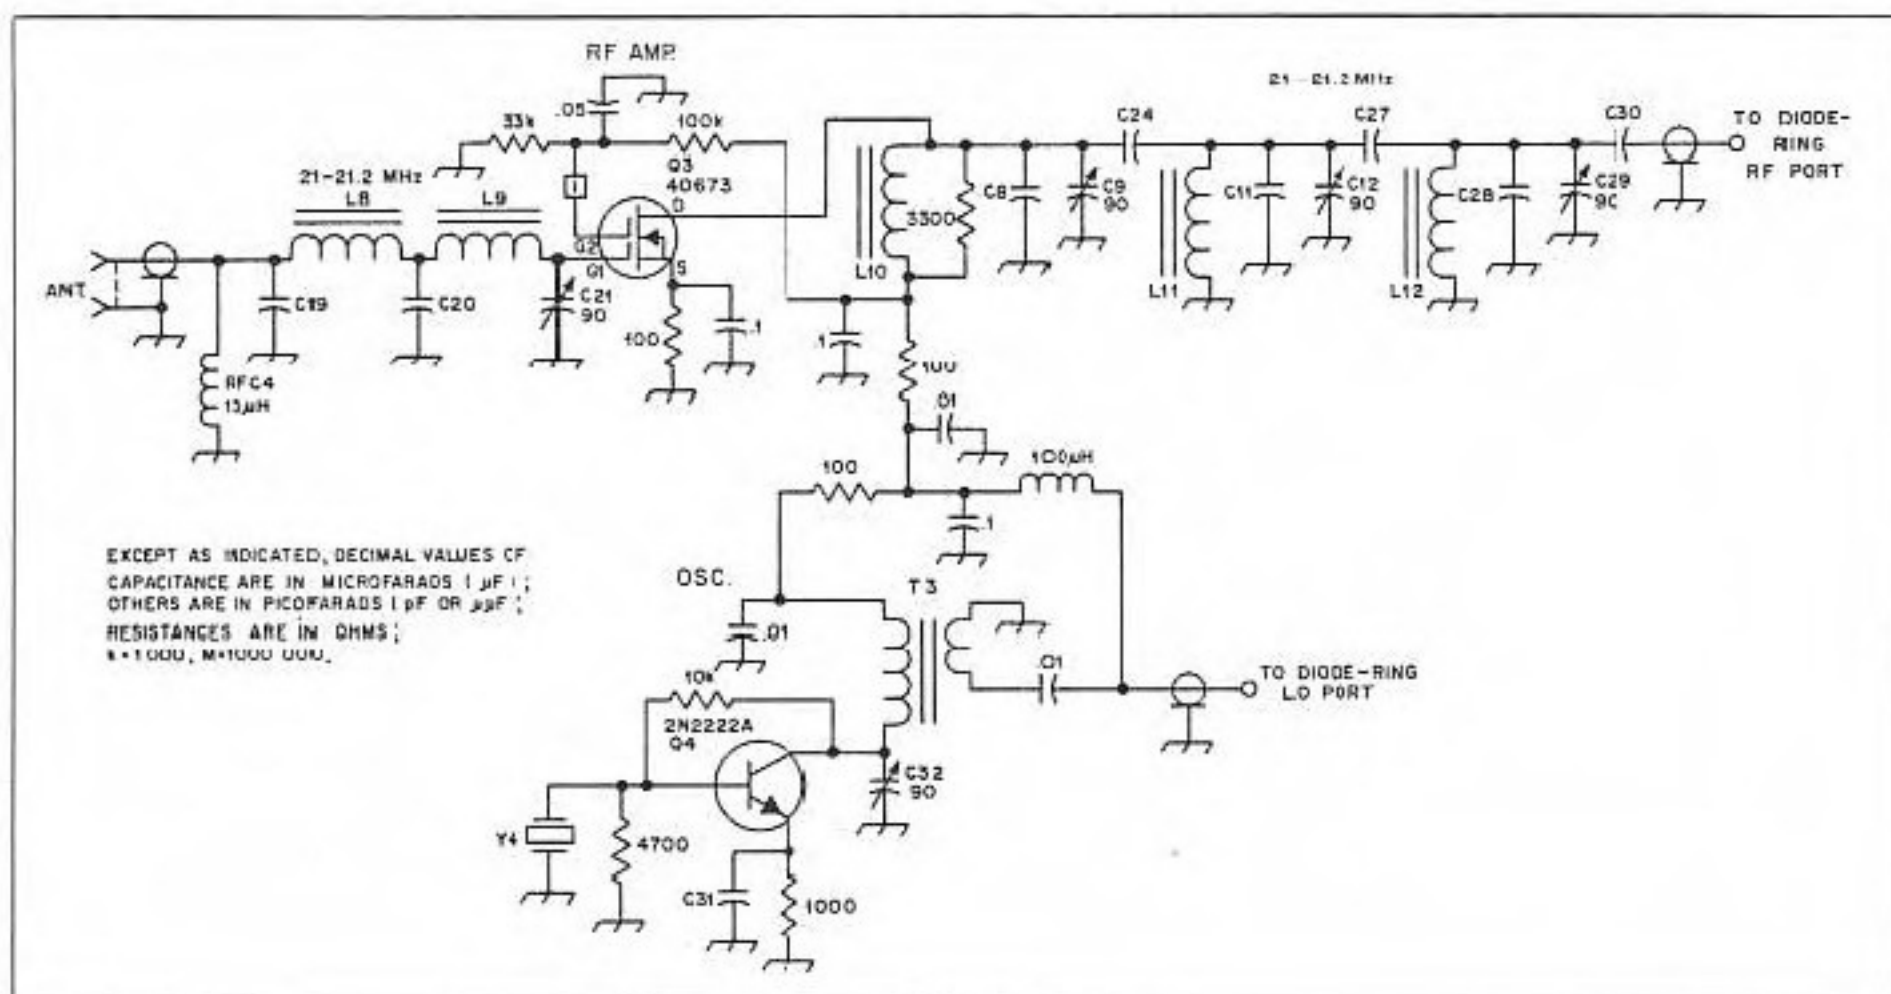 RF AMP.
.05
33k
100k
Q3
40673
D
G2
G1
S
21-21.2 MHz
L8
L9
ANT.
C19
C20
C21
90
100
.1
RFC4
15µH
21-21.2 MHz
C24
C27
C30
TO DIODE-
RING
RF PORT
3300
L10
C8
C9
90
L11
C11
C12
90
L12
C28
C29
90
.1
100
.01
100
100µH
.1
EXCEPT AS INDICATED, DECIMAL VALUES OF
CAPACITANCE ARE IN MICROFARADS ( µF ) ;
OTHERS ARE IN PICOFARADS ( pF OR µµF ) ;
RESISTANCES ARE IN OHMS ;
k=1000, M=1000 000.
OSC.
T3
.01
.01
TO DIODE-RING
LO PORT
10k
2N2222A
Q4
C32
90
Y4
4700
C31
1000